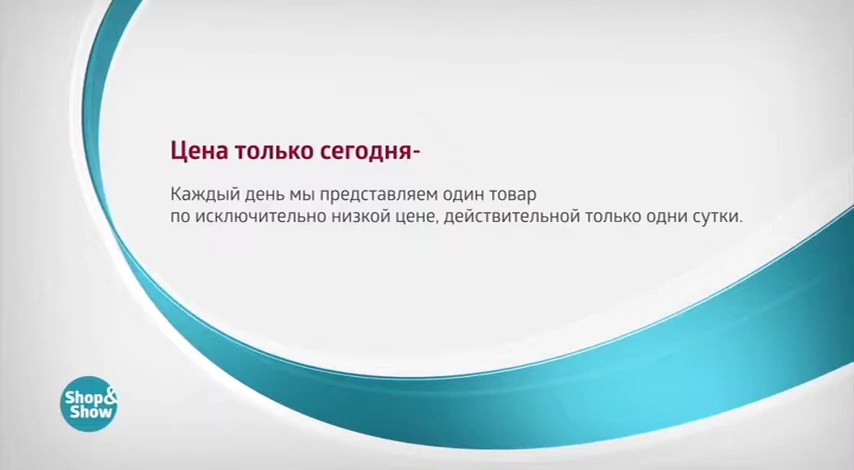 Цена только сегодня-
Каждый день мы представляем один товар
по исключительно низкой цене, действительной только одни сутки.
Shop&
Show